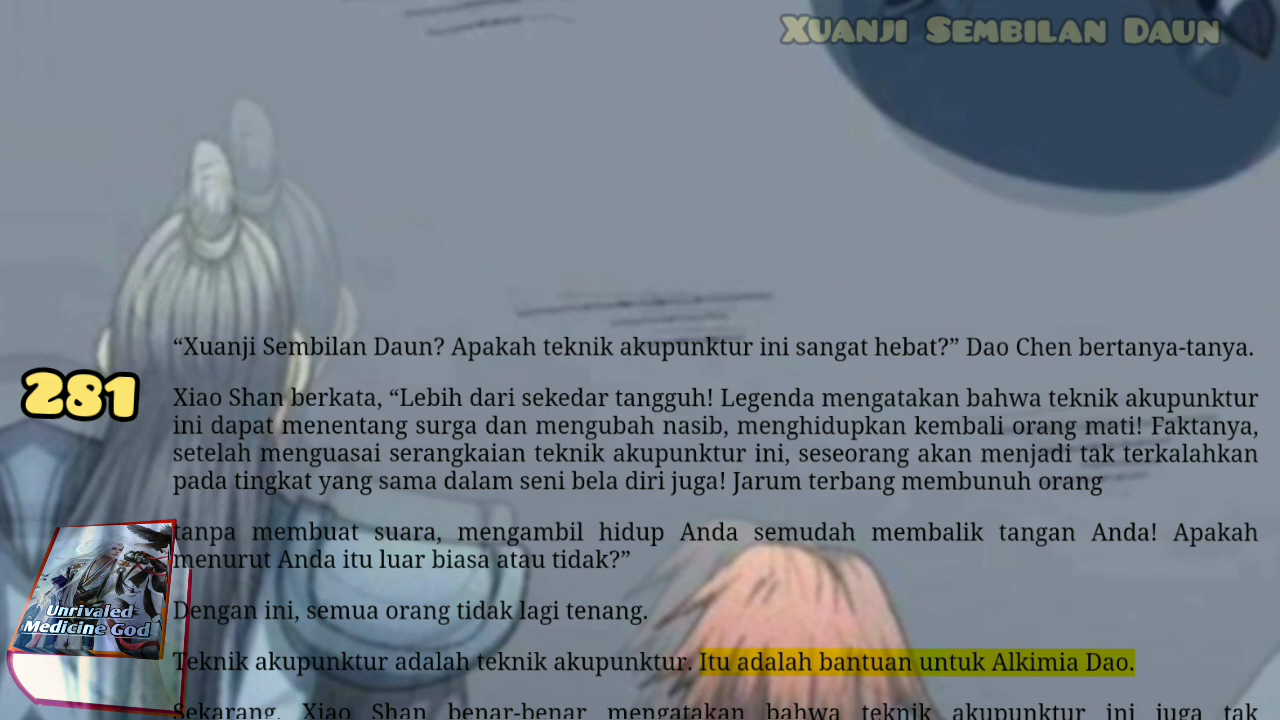 Xuanji Sembilan Daun
“Xuanji Sembilan Daun? Apakah teknik akupunktur ini sangat hebat?” Dao Chen bertanya-tanya.
281
Xiao Shan berkata, “Lebih dari sekedar tangguh! Legenda mengatakan bahwa teknik akupunktur
ini dapat menentang surga dan mengubah nasib, menghidupkan kembali orang mati! Faktanya,
setelah menguasai serangkaian teknik akupunktur ini, seseorang akan menjadi tak terkalahkan
pada tingkat yang sama dalam seni bela diri juga! Jarum terbang membunuh orang
tanpa membuat suara, mengambil hidup Anda semudah membalik tangan Anda! Apakah
menurut Anda itu luar biasa atau tidak?”
Unrivaled
Medicine God
Dengan ini, semua orang tidak lagi tenang.
Teknik akupunktur adalah teknik akupunktur. Itu adalah bantuan untuk Alkimia Dao.
Sekarang, Xiao Shan benar-benar mengatakan bahwa teknik akupunktur ini juga tak